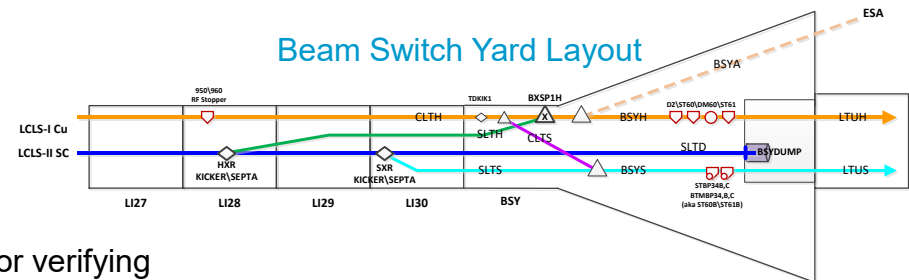 ESA
Beam Switch Yard Layout
BSYA
950\960
RF Stopper
TDKIK1
BXSP1H
D2\ST60\DM60\ST61
X
LCLS-I Cu
CLTH
BSYH
LTUH
SLTH
CLTS
LCLS-II SC
SLTD
BSYDUMP
HXR
KICKER\SEPTA
SXR
KICKER\SEPTA
SLTS
BSYS
LTUS
STBP34B,C
BTMBP34,B,C
(aka ST60B\ST61B)
LI27
LI28
LI29
LI30
BSY
or verifying